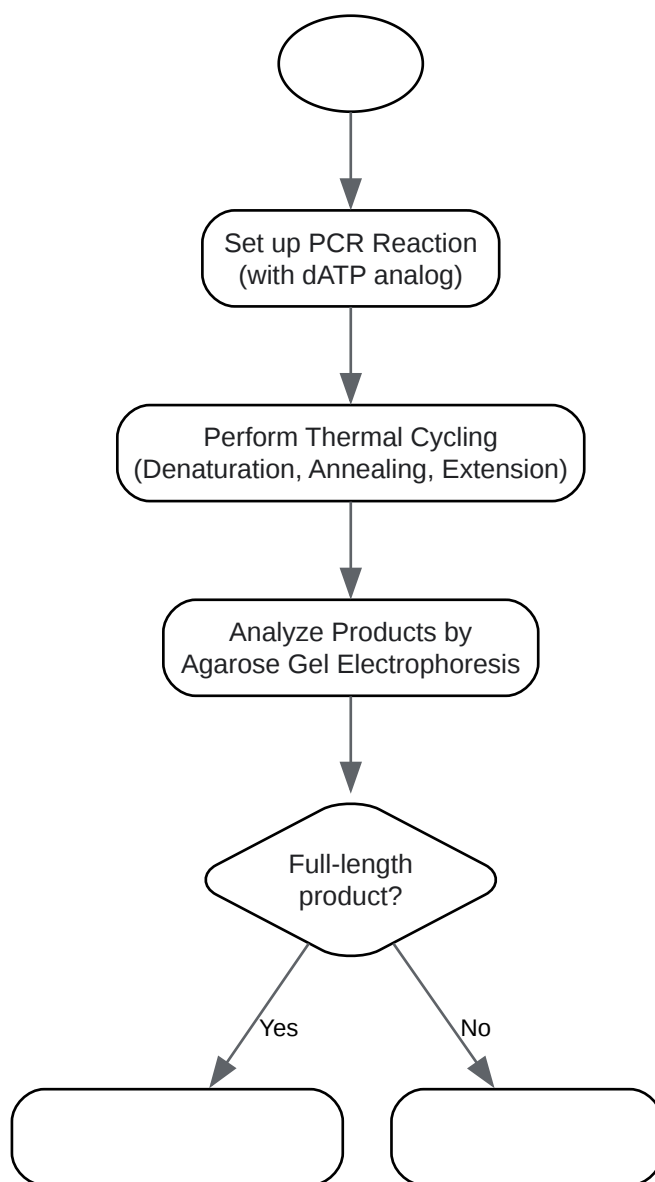 Set up PCR Reaction
(with dATP analog)
Perform Thermal Cycling
(Denaturation, Annealing, Extension)
Analyze Products by
Agarose Gel Electrophoresis
Full-length
product?
Yes
No